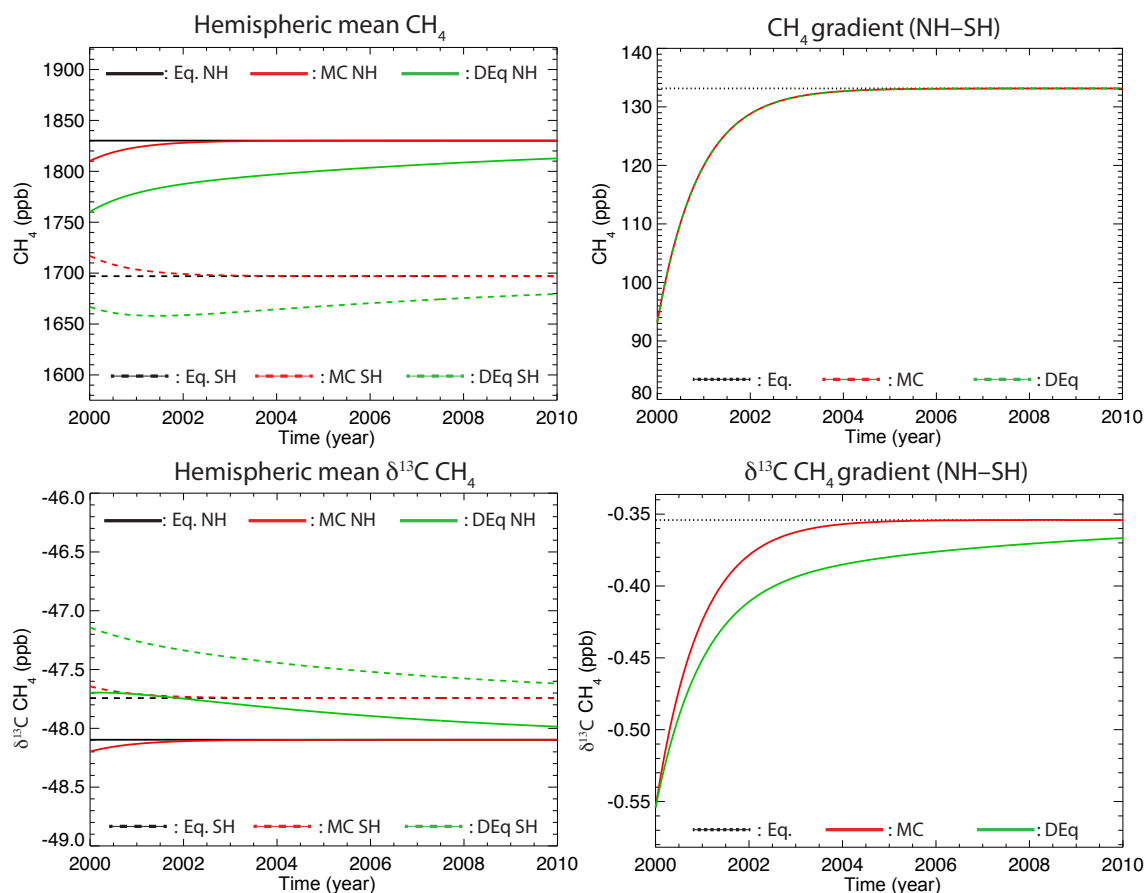 Hemispheric mean CH4
1900
1850
1800
1750
1700
1650
1600
CH4 (ppb)
: Eq. NH : MC NH : DEq NH
: Eq. SH : MC SH : DEq SH
2000 2002 2004 2006 2008 2010
Time (year)
CH4 gradient (NH–SH)
140
133
123
113
103
93
80
CH4 (ppb)
: Eq. : MC : DEq
2000 2002 2004 2006 2008 2010
Time (year)
Hemispheric mean δ13C CH4
-46.0
-46.5
-47.0
-47.5
-48.0
-48.5
-49.0
δ13C CH4 (ppb)
: Eq. NH : MC NH : DEq NH
: Eq. SH : MC SH : DEq SH
2000 2002 2004 2006 2008 2010
Time (year)
δ13C CH4 gradient (NH–SH)
-0.35
-0.40
-0.45
-0.50
-0.55
δ13C CH4 (ppb)
: Eq. : MC : DEq
2000 2002 2004 2006 2008 2010
Time (year)